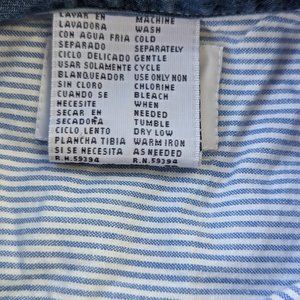 LAVAR EN MACHINE
LAVADORA WASH
CON AGUA FRIA COLD
SEPARADO SEPARATELY
CICLO DELICADO GENTLE
USAR SOLAMENTE CYCLE
BLANQUEADOR USE ONLY NON
SIN CLORO CHLORINE
CUANDO SE BLEACH
NECESITE WHEN
SECAR EN NEEDED
SECADORA TUMBLE
CICLO LENTO DRY LOW
PLANCHA TIBIA WARM IRON
SI SE NECESITA AS NEEDED
R.N.59394 R.N.59394